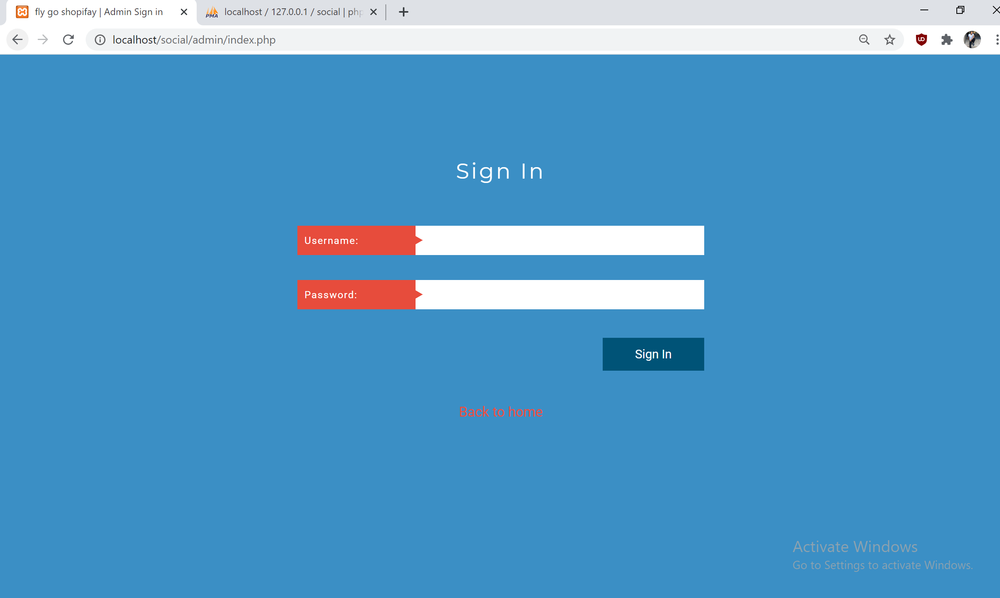 fly go shopifay | Admin Sign in
PMA
localhost / 127.0.0.1 / social | php
localhost/social/admin/index.php
Sign In
Username:
Password:
Sign In
Back to home
Activate Windows
Go to Settings to activate Windows.